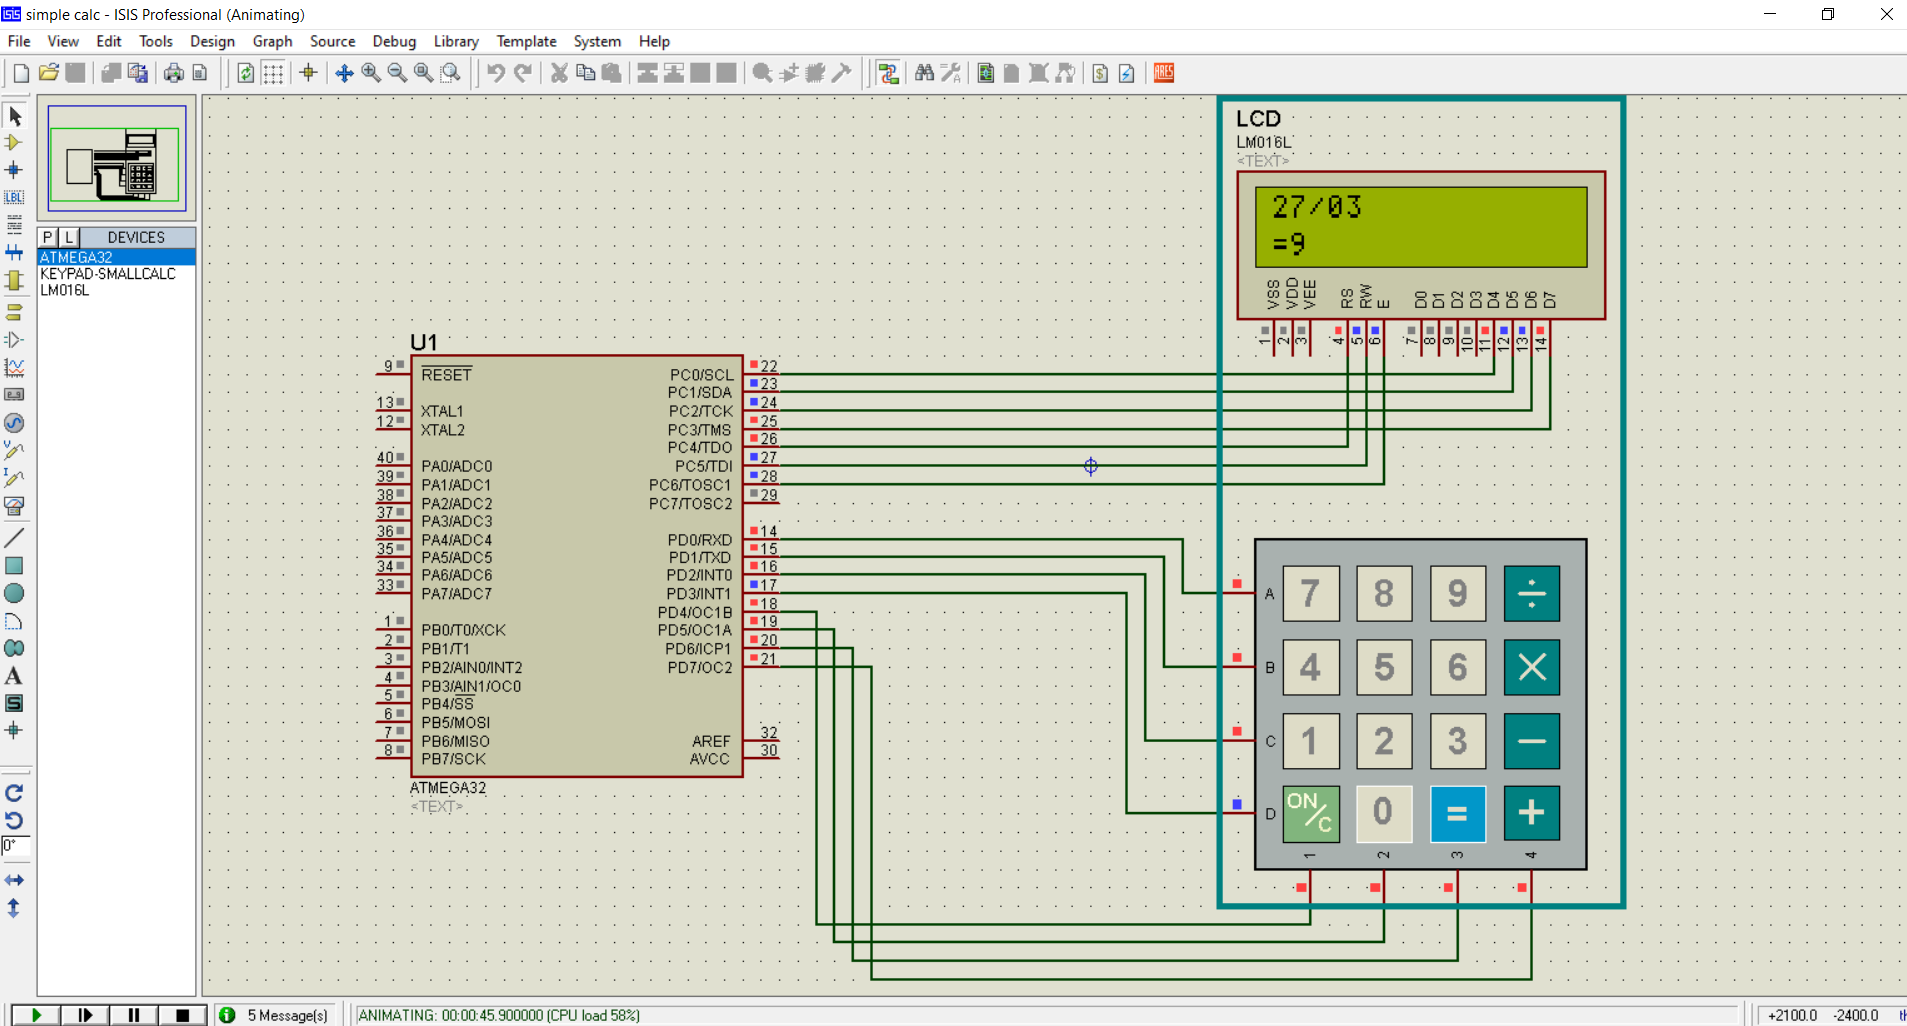 simple calc - ISIS Professional (Animating)
File View Edit Tools Design Graph Source Debug Library Template System Help
ARES
P L DEVICES
ATMEGA32
KEYPAD-SMALLCALC
LM016L
LBL
A
S
0°
LCD
LM016L
<TEXT>
27/03
=9
VSS VDD VEE RS RW E D0 D1 D2 D3 D4 D5 D6 D7
1 2 3 4 5 6 7 8 9 10 11 12 13 14
U1
9 RESET PC0/SCL 22
PC1/SDA 23
13 XTAL1 PC2/TCK 24
12 XTAL2 PC3/TMS 25
PC4/TDO 26
40 PA0/ADC0 PC5/TDI 27
39 PA1/ADC1 PC6/TOSC1 28
38 PA2/ADC2 PC7/TOSC2 29
37 PA3/ADC3
36 PA4/ADC4 PD0/RXD 14
35 PA5/ADC5 PD1/TXD 15
34 PA6/ADC6 PD2/INT0 16
33 PA7/ADC7 PD3/INT1 17
PD4/OC1B 18
1 PB0/T0/XCK PD5/OC1A 19
2 PB1/T1 PD6/ICP1 20
3 PB2/AIN0/INT2 PD7/OC2 21
4 PB3/AIN1/OC0
5 PB4/SS
6 PB5/MOSI
7 PB6/MISO AREF 32
8 PB7/SCK AVCC 30
ATMEGA32
<TEXT>
A 7 8 9 ÷
B 4 5 6 ×
C 1 2 3 −
D ON/C 0 = +
1 2 3 4
5 Message(s) ANIMATING: 00:00:45.900000 (CPU load 58%) +2100.0 -2400.0 th